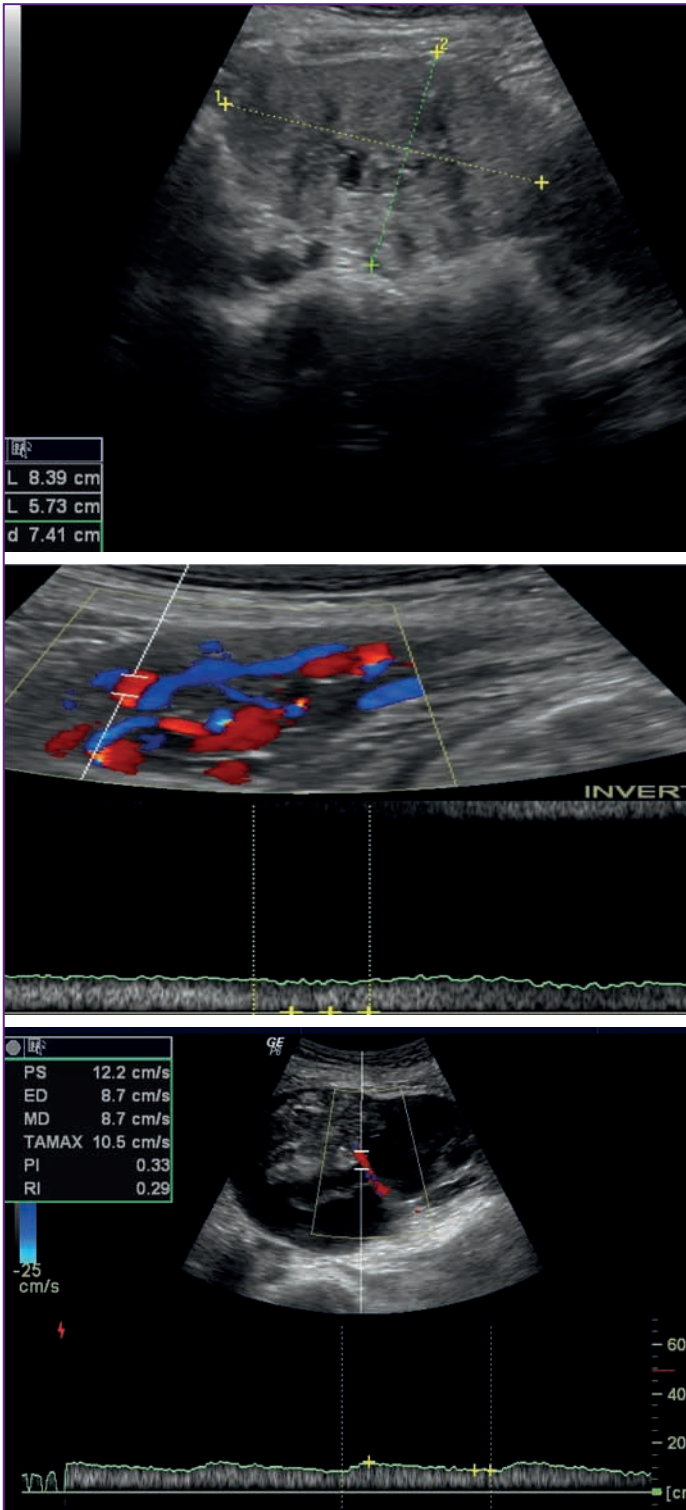 1
2
L 8.39 cm
L 5.73 cm
d 7.41 cm
INVERT
GE
PS 12.2 cm/s
ED 8.7 cm/s
MD 8.7 cm/s
TAMAX 10.5 cm/s
PI 0.33
RI 0.29
-25
cm/s
60
40
20